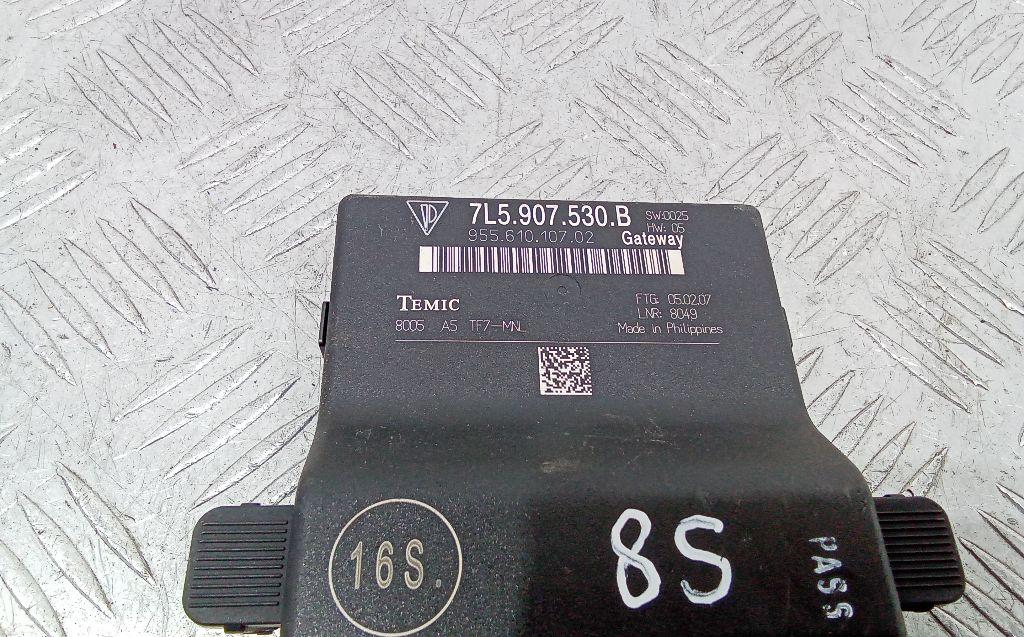 7L5.907.530.B SW:0025
HW: 05
955.610.107.02 Gateway
TEMIC
FTG: 05.02.07
LNR: 8049
8005 A5 TF7-MN
Made in Philippines
16S.
8S
PASS